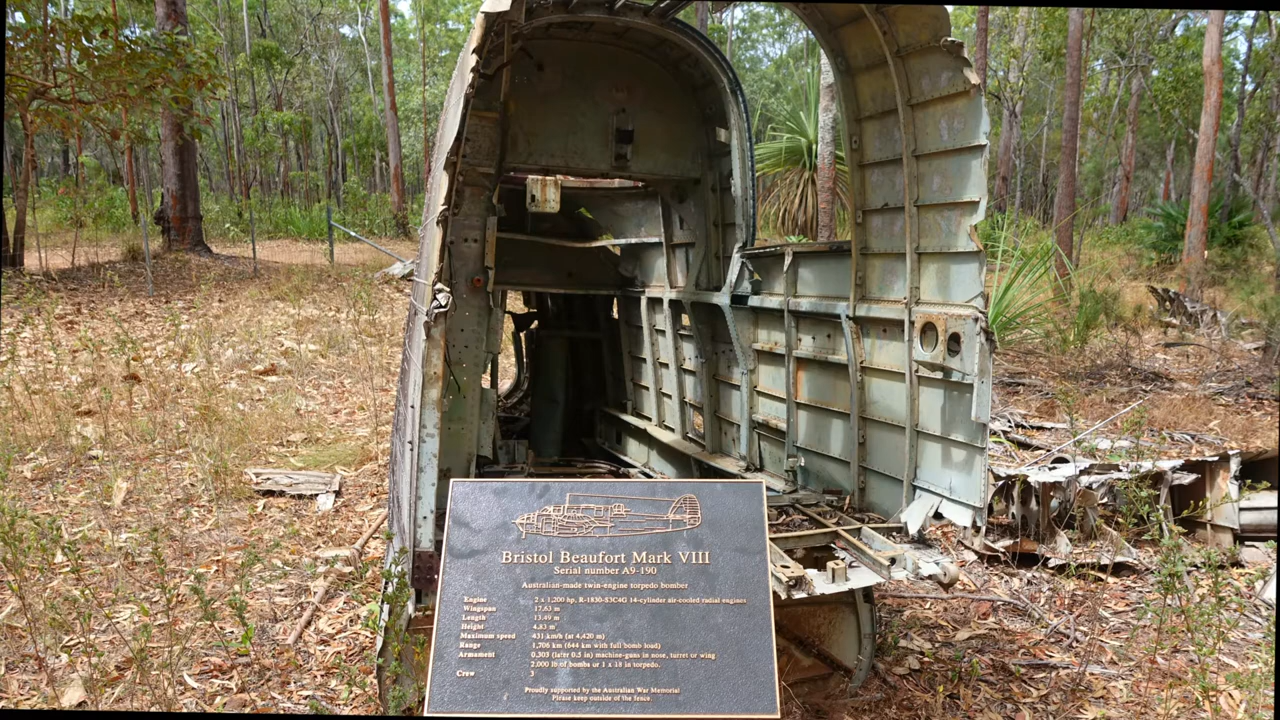 Bristol Beaufort Mark VIII
Serial number A9-190
Australian-made twin-engine torpedo bomber
Engine 2 x 1,200 hp, R-1830-S3C4G 14-cylinder air-cooled radial engines
Wingspan 17.63 m
Length 13.49 m
Height 4.83 m
Maximum speed 431 km/h (at 4,420 m)
Range 1,706 km (644 km with full bomb load)
Armament 0.303 (later 0.5 in) machine-guns in nose, turret or wing
2,000 lb of bombs or 1 x 18 in torpedo.
Crew 3
Proudly supported by the Australian War Memorial
Please keep outside of the fence.